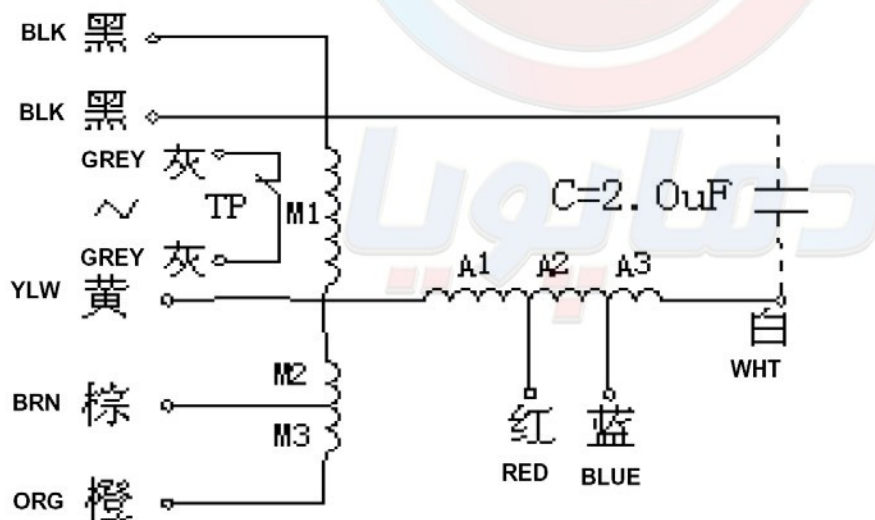 BLK 黑
BLK 黑
GREY 灰
TP
M1
C=2.0uF
GREY 灰
YLW 黄
A1 A2 A3
白
WHT
M2
BRN 棕
M3
红 蓝
RED BLUE
ORG 橙
دماپویا